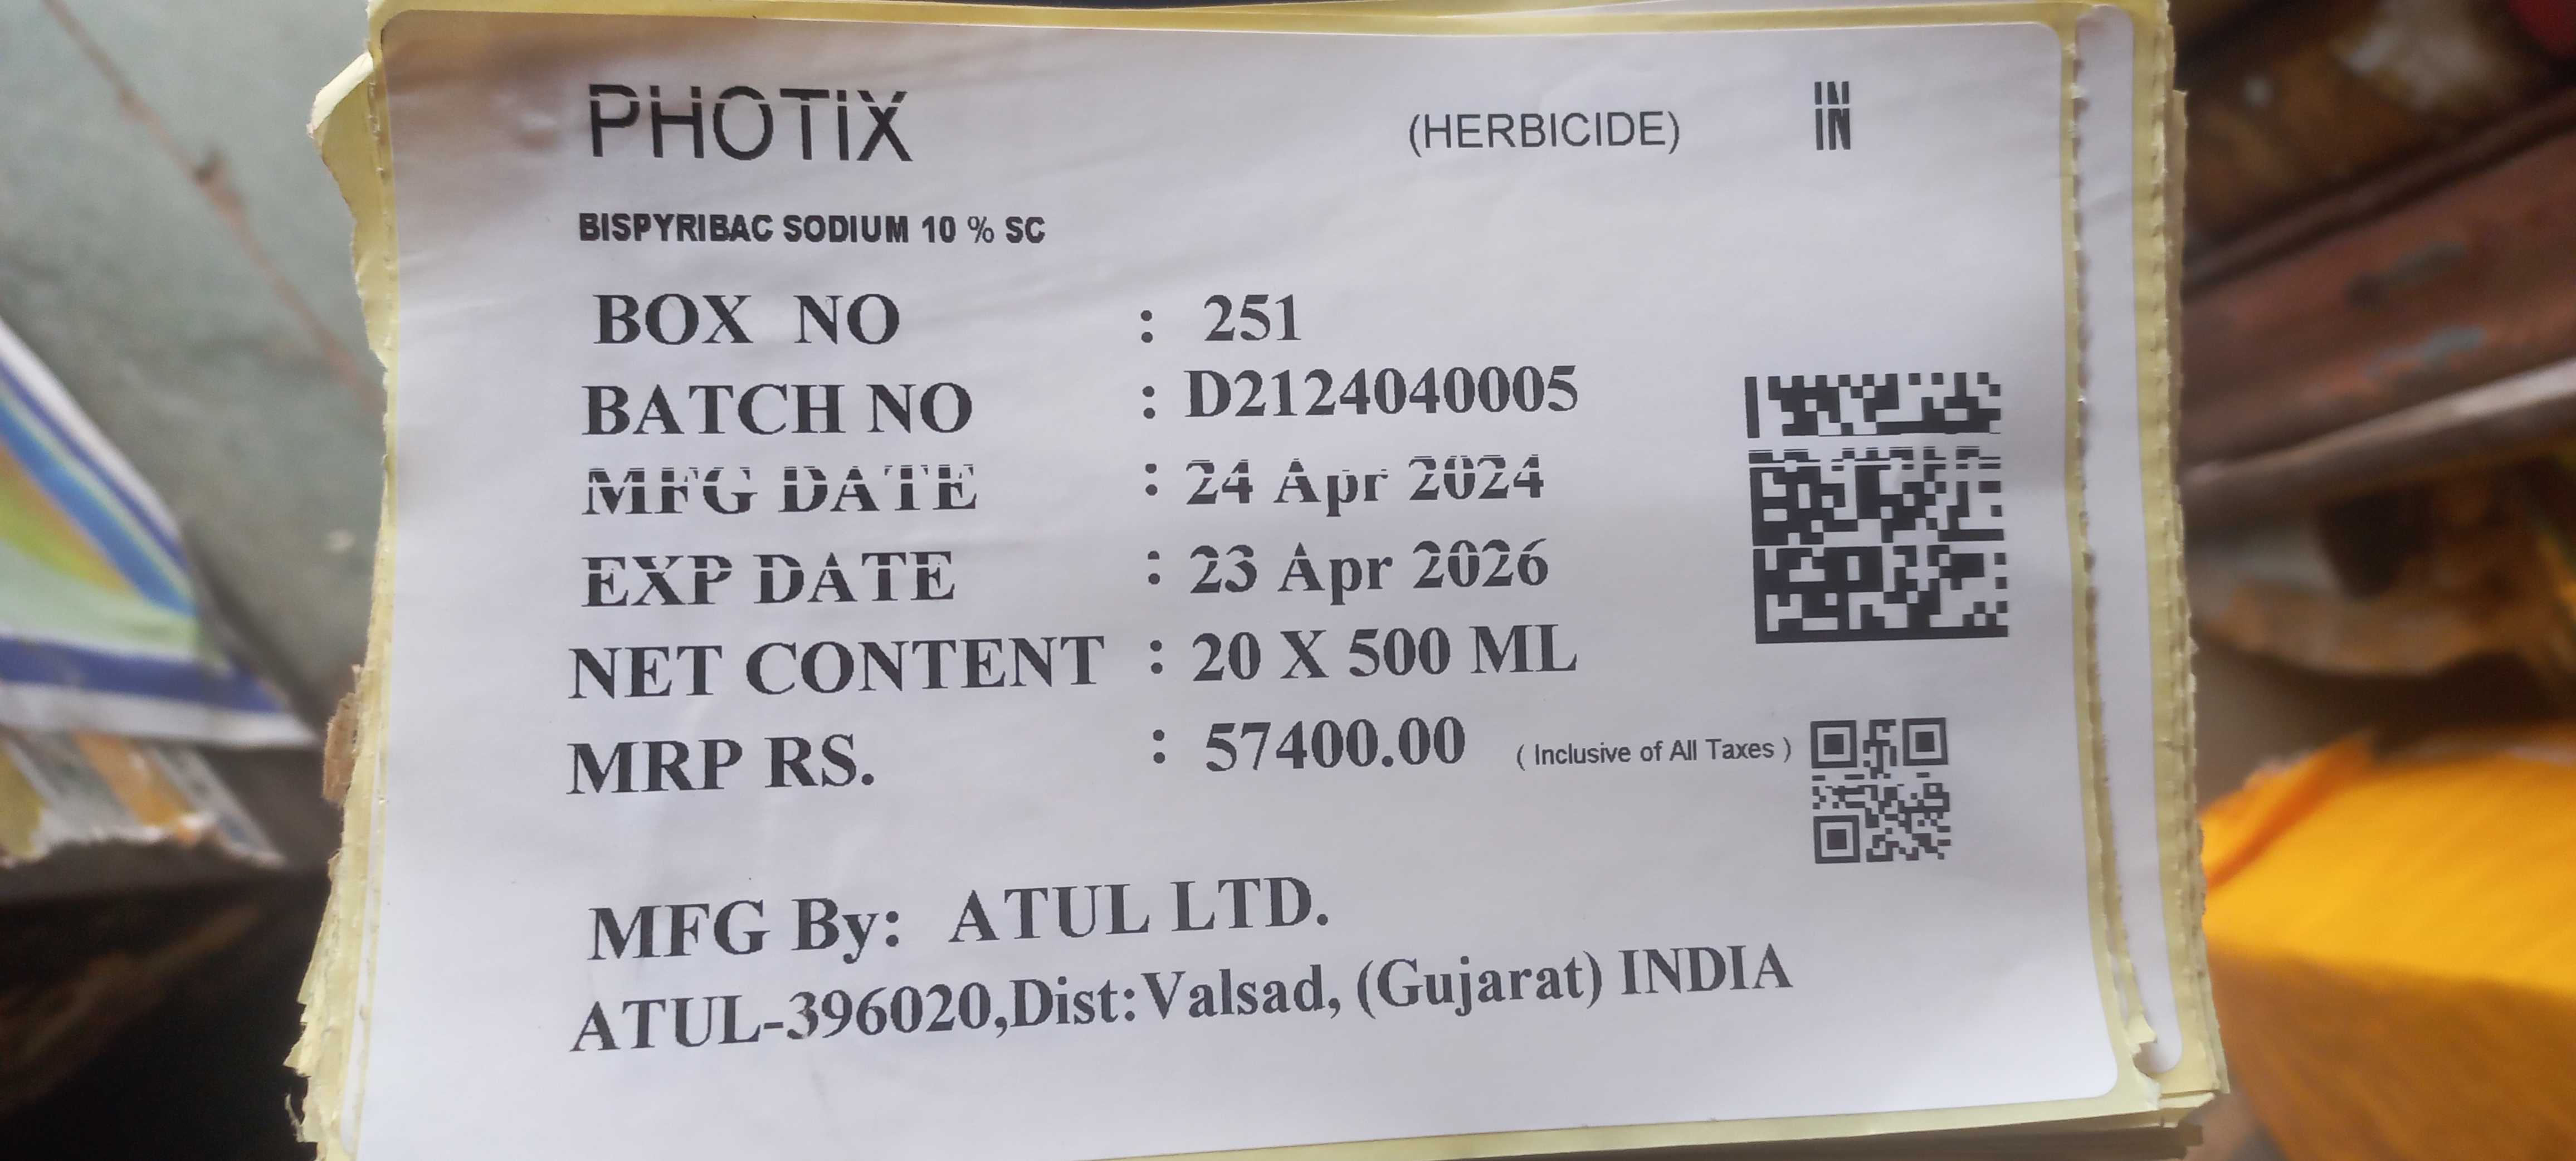 PHOTIX (HERBICIDE) IN
IN
BISPYRIBAC SODIUM 10 % SC
BOX NO : 251
BATCH NO : D2124040005
MFG DATE : 24 Apr 2024
EXP DATE : 23 Apr 2026
NET CONTENT : 20 X 500 ML
MRP RS. : 57400.00 ( Inclusive of All Taxes )
MFG By: ATUL LTD.
ATUL-396020,Dist:Valsad, (Gujarat) INDIA